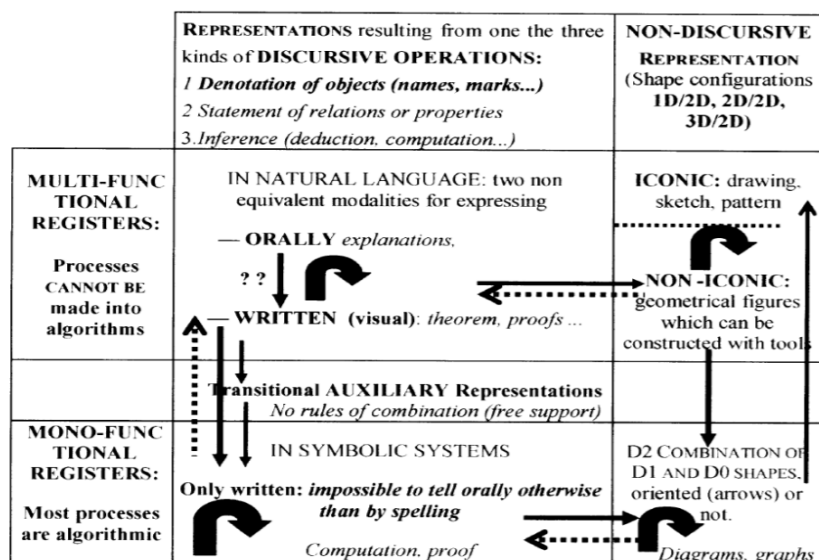 REPRESENTATIONS resulting from one the three
kinds of DISCURSIVE OPERATIONS:
1 Denotation of objects (names, marks...)
2 Statement of relations or properties
3.Inference (deduction, computation...)
NON-DISCURSIVE
REPRESENTATION
(Shape configurations
1D/2D, 2D/2D,
3D/2D)
MULTI-FUNC
TIONAL
REGISTERS:
Processes
CANNOT BE
made into
algorithms
IN NATURAL LANGUAGE: two non
equivalent modalities for expressing
— ORALLY explanations,
? ?
— WRITTEN (visual): theorem, proofs ...
ICONIC: drawing,
sketch, pattern
NON -ICONIC:
geometrical figures
which can be
constructed with tools
Transitional AUXILIARY Representations
No rules of combination (free support)
MONO-FUNC
TIONAL
REGISTERS:
Most processes
are algorithmic
IN SYMBOLIC SYSTEMS
Only written: impossible to tell orally otherwise
than by spelling
Computation, proof
D2 COMBINATION OF
D1 AND D0 SHAPES,
oriented (arrows) or
not.
Diagrams, graphs